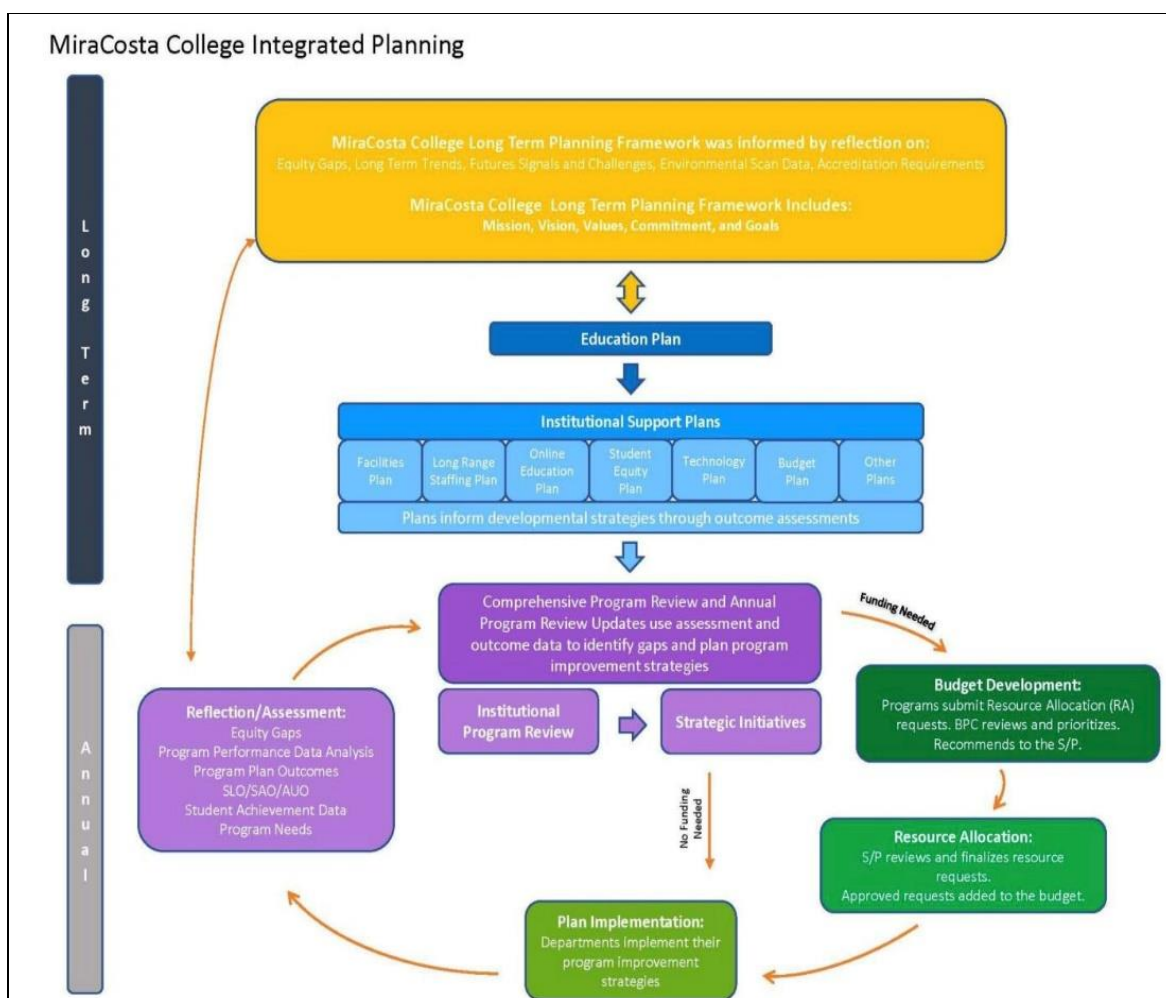 MiraCosta College Integrated Planning
Long Term
MiraCosta College Long Term Planning Framework was informed by reflection on:
Equity Gaps, Long Term Trends, Futures Signals and Challenges, Environmental Scan Data, Accreditation Requirements
MiraCosta College Long Term Planning Framework Includes:
Mission, Vision, Values, Commitment, and Goals
Education Plan
Institutional Support Plans
Facilities
Plan
Long Range
Staffing Plan
Online
Education
Plan
Student
Equity
Plan
Technology
Plan
Budget
Plan
Other
Plans
Plans inform developmental strategies through outcome assessments
Annual
Comprehensive Program Review and Annual
Program Review Updates use assessment and
outcome data to identify gaps and plan program
improvement strategies
Institutional
Program Review
Strategic Initiatives
Funding Needed
Budget Development:
Programs submit Resource Allocation (RA)
requests. BPC reviews and prioritizes.
Recommends to the S/P.
Resource Allocation:
S/P reviews and finalizes resource
requests.
Approved requests added to the budget.
No Funding
Needed
Plan Implementation:
Departments implement their
program improvement
strategies
Reflection/Assessment:
Equity Gaps
Program Performance Data Analysis
Program Plan Outcomes
SLO/SAO/AUO
Student Achievement Data
Program Needs